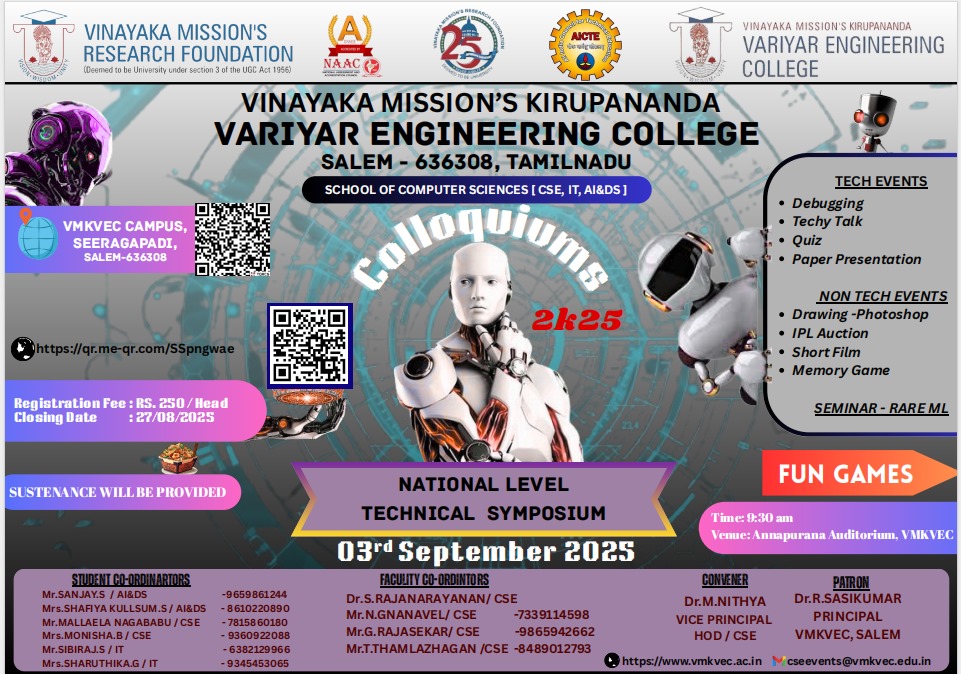 VINAYAKA MISSION'S
RESEARCH FOUNDATION
(Deemed to be University under section 3 of the UGC Act 1956)
NAAC
25
AICTE
VINAYAKA MISSION'S KIRUPANANDA
VARIYAR ENGINEERING
COLLEGE
VINAYAKA MISSION'S KIRUPANANDA
VARIYAR ENGINEERING COLLEGE
SALEM - 636308, TAMILNADU
SCHOOL OF COMPUTER SCIENCES [ CSE, IT, AI&DS ]
VMKVEC CAMPUS,
SEERAGAPADI,
SALEM-636308
Colloquiums
2k25
https://qr.me-qr.com/SSpngwae
Registration Fee : RS. 250 / Head
Closing Date : 27/08/2025
SUSTENANCE WILL BE PROVIDED
TECH EVENTS
• Debugging
• Techy Talk
• Quiz
• Paper Presentation
NON TECH EVENTS
• Drawing -Photoshop
• IPL Auction
• Short Film
• Memory Game
SEMINAR - RARE ML
FUN GAMES
Time: 9:30 am
Venue: Annapurana Auditorium, VMKVEC
NATIONAL LEVEL
TECHNICAL SYMPOSIUM
03rd September 2025
STUDENT CO-ORDINARTORS
Mr.SANJAY.S / AI&DS -9659861244
Mrs.SHAFIYA KULLSUM.S / AI&DS - 8610220890
Mr.MALLAELA NAGABABU / CSE - 7815860180
Mrs.MONISHA.B / CSE - 9360922088
Mr.SIBIRAJ.S / IT - 6382129966
Mrs.SHARUTHIKA.G / IT - 9345453065
FACULTY CO-ORDINTORS
Dr.S.RAJANARAYANAN/ CSE
Mr.N.GNANAVEL/ CSE -7339114598
Mr.G.RAJASEKAR/ CSE -9865942662
Mr.T.THAMLAZHAGAN /CSE -8489012793
CONVENER
Dr.M.NITHYA
VICE PRINCIPAL
HOD / CSE
PATRON
Dr.R.SASIKUMAR
PRINCIPAL
VMKVEC, SALEM
https://www.vmkvec.ac.in
cseevents@vmkvec.edu.in